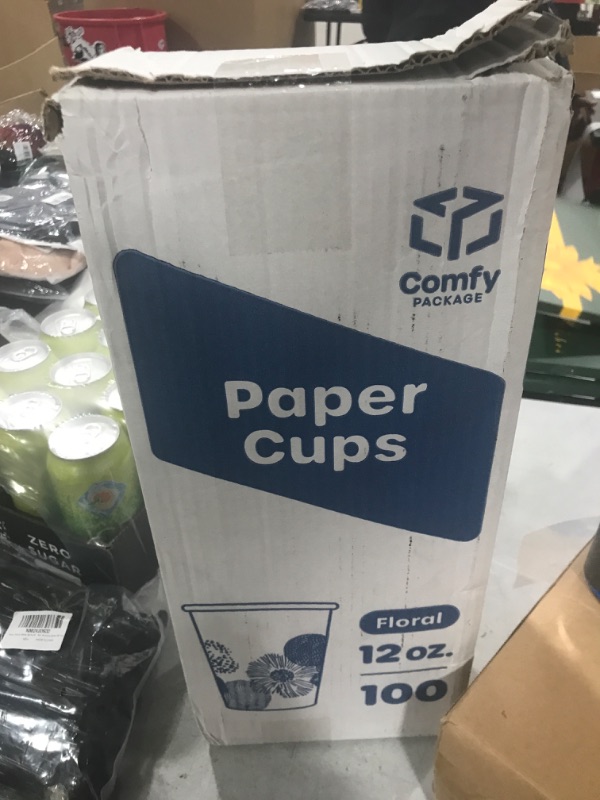 Comfy
PACKAGE
Paper
Cups
Floral
12 oz.
100
ZERO
SUGAR